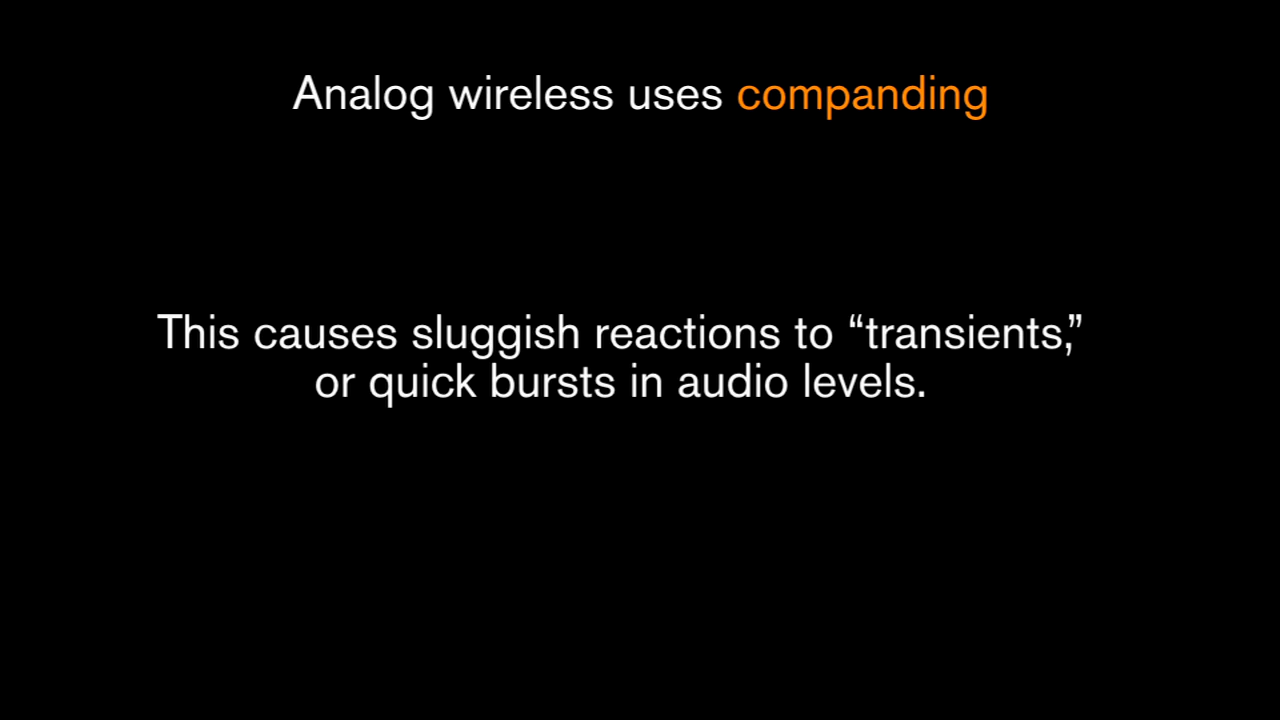 Analog wireless uses companding
This causes sluggish reactions to “transients,”
or quick bursts in audio levels.